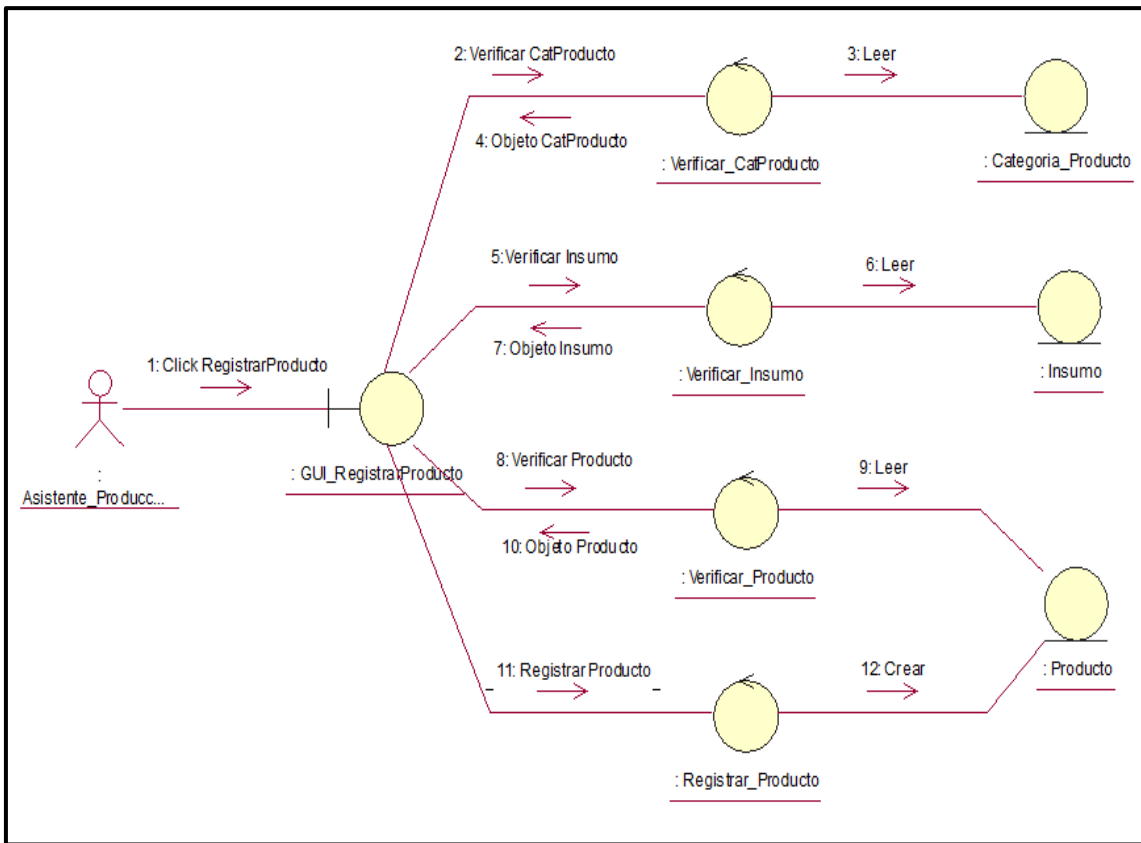 2: Verificar CatProducto
3: Leer
4: Objeto CatProducto
: Verificar_CatProducto
: Categoria_Producto
5: Verificar Insumo
6: Leer
7: Objeto Insumo
: Verificar_Insumo
: Insumo
1: Click RegistrarProducto
:
Asistente_Producc...
: GUI_RegistrarProducto
8: Verificar Producto
9: Leer
10: Objeto Producto
: Verificar_Producto
: Producto
11: Registrar Producto
12: Crear
: Registrar_Producto